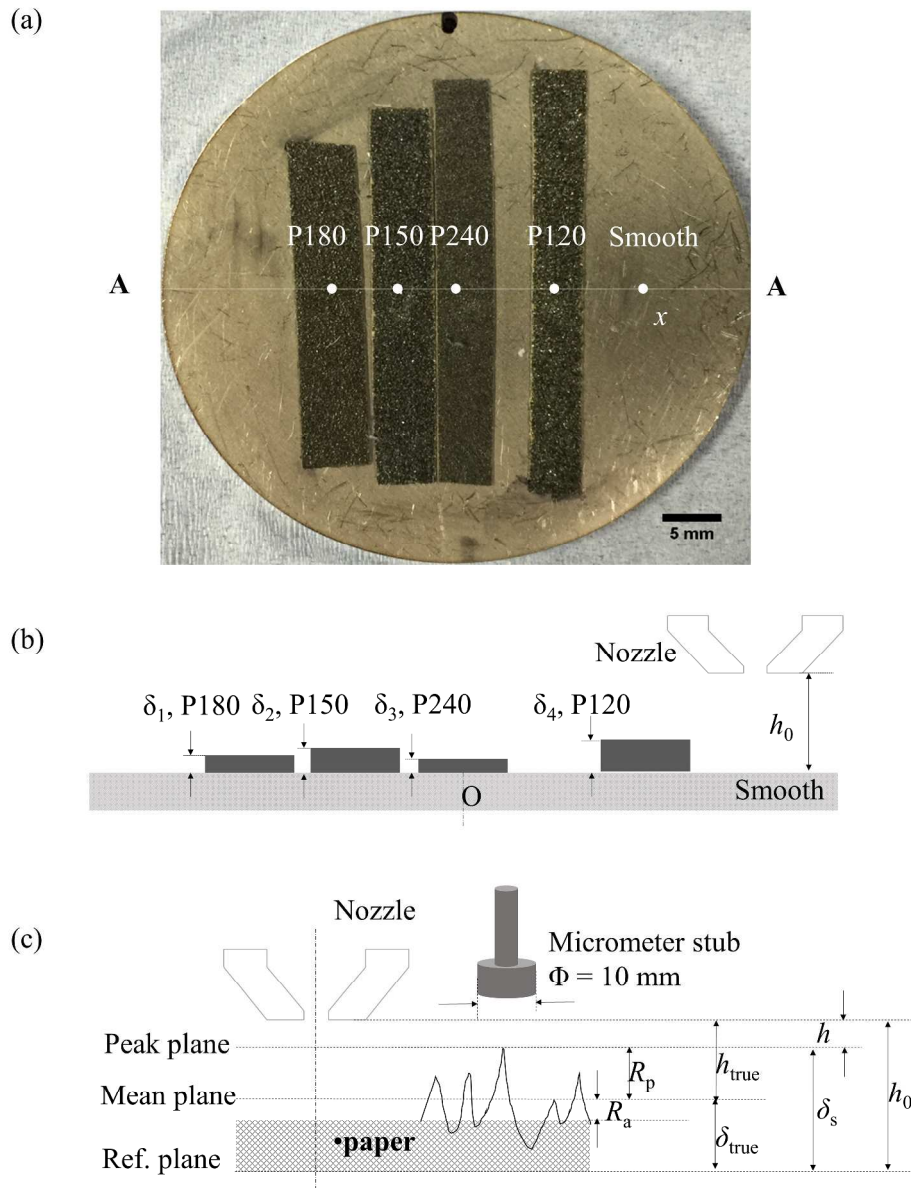 (a)
P180 P150 P240 P120 Smooth
A A
x
5 mm
(b)
Nozzle
δ1, P180 δ2, P150 δ3, P240 δ4, P120
h0
O Smooth
(c)
Nozzle
Micrometer stub
Φ = 10 mm
Peak plane
h
Rp
htrue
h0
Mean plane
Ra
δs
•paper
δtrue
Ref. plane